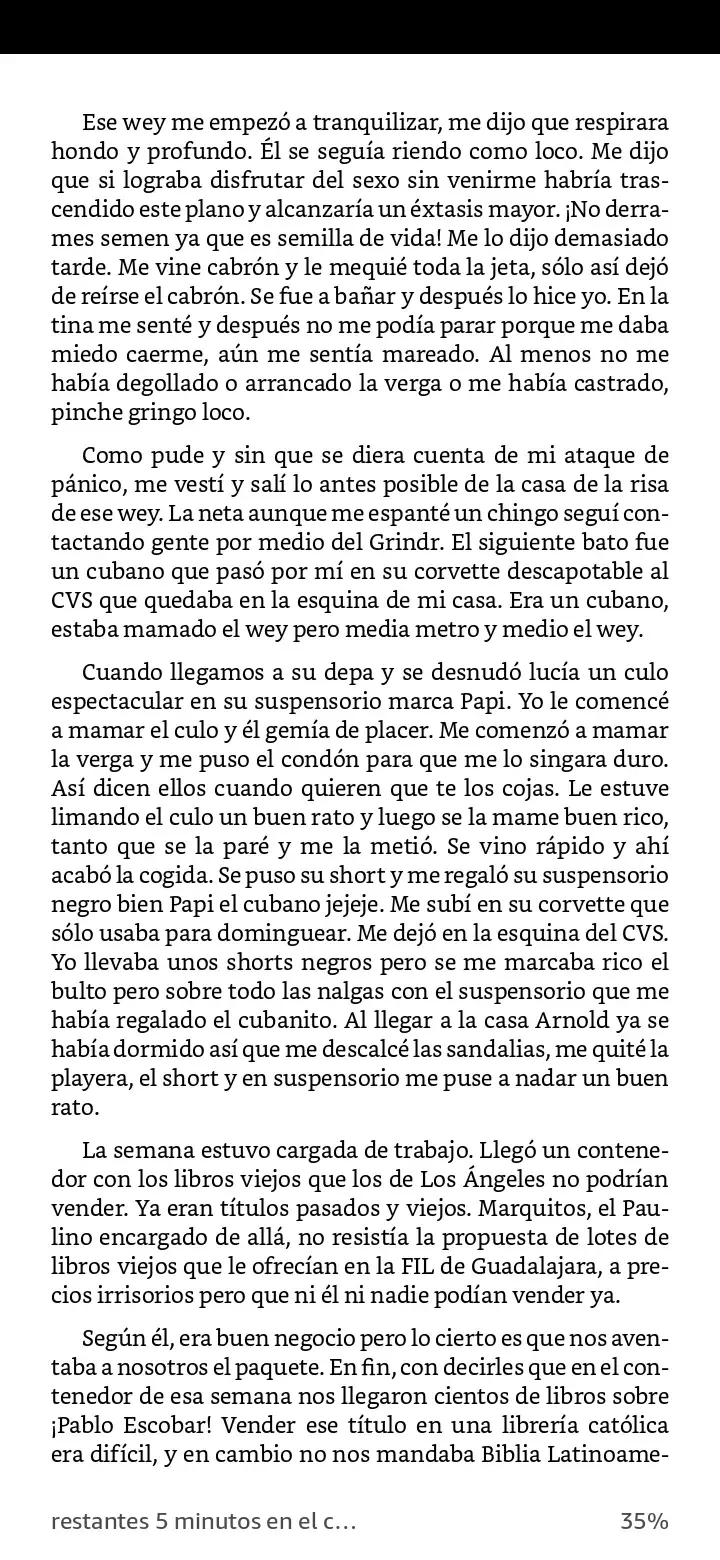 Ese wey me empezó a tranquilizar, me dijo que respirara
hondo y profundo. Él se seguía riendo como loco. Me dijo
que si lograba disfrutar del sexo sin venirme habría tras-
cendido este plano y alcanzaría un éxtasis mayor. ¡No derra-
mes semen ya que es semilla de vida! Me lo dijo demasiado
tarde. Me vine cabrón y le mequié toda la jeta, sólo así dejó
de reírse el cabrón. Se fue a bañar y después lo hice yo. En la
tina me senté y después no me podía parar porque me daba
miedo caerme, aún me sentía mareado. Al menos no me
había degollado o arrancado la verga o me había castrado,
pinche gringo loco.
Como pude y sin que se diera cuenta de mi ataque de
pánico, me vestí y salí lo antes posible de la casa de la risa
de ese wey. La neta aunque me espanté un chingo seguí con-
tactando gente por medio del Grindr. El siguiente bato fue
un cubano que pasó por mí en su corvette descapotable al
CVS que quedaba en la esquina de mi casa. Era un cubano,
estaba mamado el wey pero media metro y medio el wey.
Cuando llegamos a su depa y se desnudó lucía un culo
espectacular en su suspensorio marca Papi. Yo le comencé
a mamar el culo y él gemía de placer. Me comenzó a mamar
la verga y me puso el condón para que me lo singara duro.
Así dicen ellos cuando quieren que te los cojas. Le estuve
limando el culo un buen rato y luego se la mame buen rico,
tanto que se la paré y me la metió. Se vino rápido y ahí
acabó la cogida. Se puso su short y me regaló su suspensorio
negro bien Papi el cubano jejeje. Me subí en su corvette que
sólo usaba para dominguear. Me dejó en la esquina del CVS.
Yo llevaba unos shorts negros pero se me marcaba rico el
bulto pero sobre todo las nalgas con el suspensorio que me
había regalado el cubanito. Al llegar a la casa Arnold ya se
había dormido así que me descalcé las sandalias, me quité la
playera, el short y en suspensorio me puse a nadar un buen
rato.
La semana estuvo cargada de trabajo. Llegó un contene-
dor con los libros viejos que los de Los Ángeles no podrían
vender. Ya eran títulos pasados y viejos. Marquitos, el Pau-
lino encargado de allá, no resistía la propuesta de lotes de
libros viejos que le ofrecían en la FIL de Guadalajara, a pre-
cios irrisorios pero que ni él ni nadie podían vender ya.
Según él, era buen negocio pero lo cierto es que nos aven-
taba a nosotros el paquete. En fin, con decirles que en el con-
tenedor de esa semana nos llegaron cientos de libros sobre
¡Pablo Escobar! Vender ese título en una librería católica
era difícil, y en cambio no nos mandaba Biblia Latinoame-
restantes 5 minutos en el c... 35%